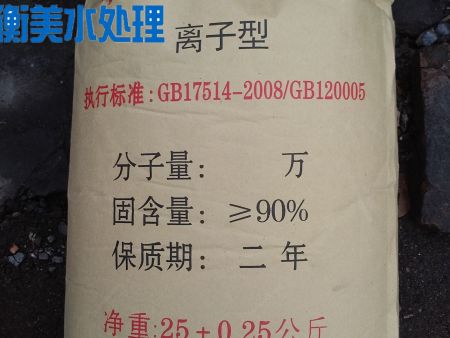 衡美水处理
离子型
执行标准:GB17514-2008/GB120005
分子量: 万
固含量: ≥90%
保质期: 二年
净重:25±0.25公斤